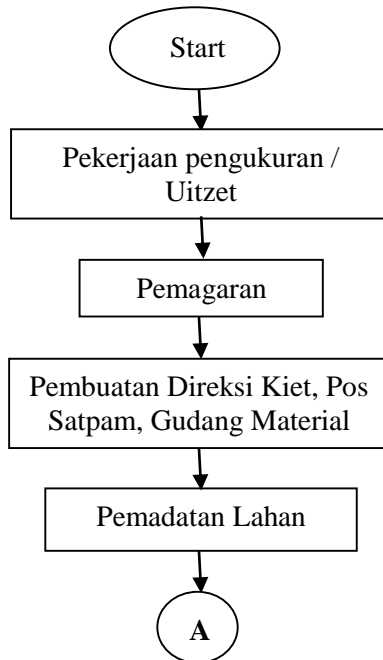 Start
Pekerjaan pengukuran /
Uitzet
Pemagaran
Pembuatan Direksi Kiet, Pos
Satpam, Gudang Material
Pemadatan Lahan
A